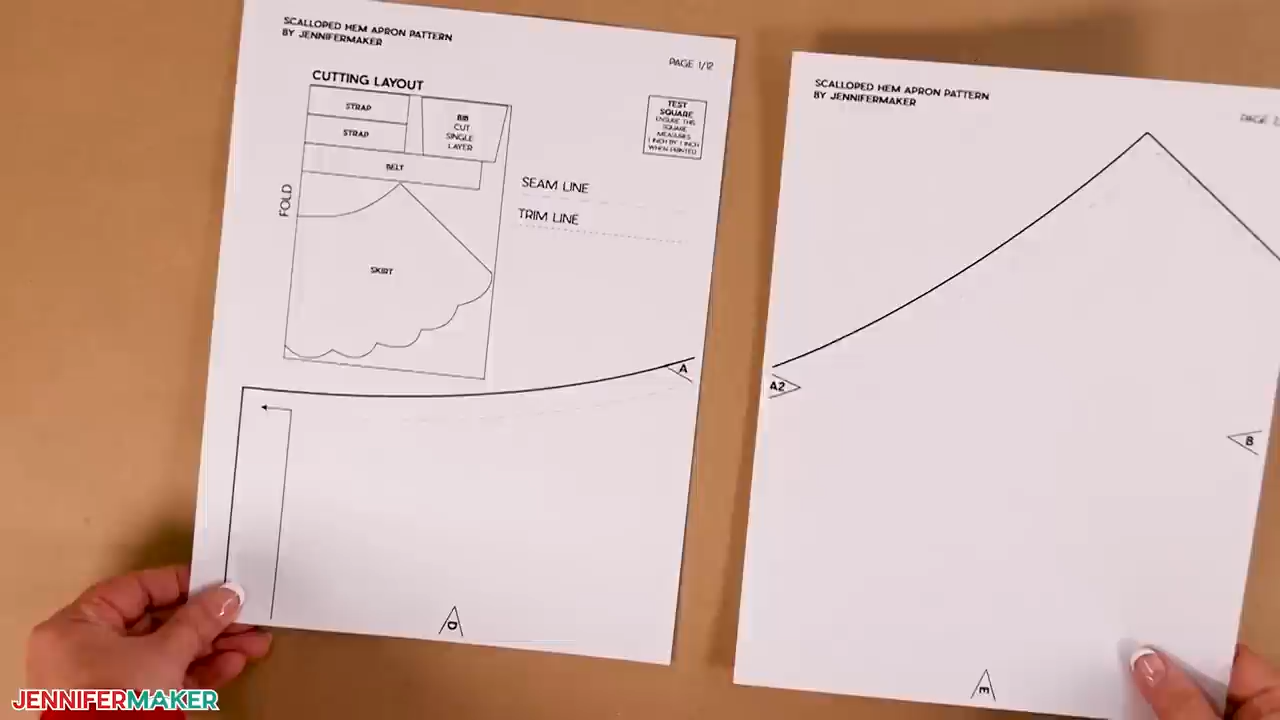 SCALLOPED HEM APRON PATTERN
BY JENNIFERMAKER
PAGE 1/12
CUTTING LAYOUT
STRAP
STRAP
BIB
CUT
SINGLE
LAYER
BELT
FOLD
SKIRT
TEST
SQUARE
ENSURE THIS
SQUARE
MEASURES
1 INCH BY 1 INCH
WHEN PRINTED
SEAM LINE
TRIM LINE
A
D
SCALLOPED HEM APRON PATTERN
BY JENNIFERMAKER
PAGE
A2
B
E
JENNIFERMAKER